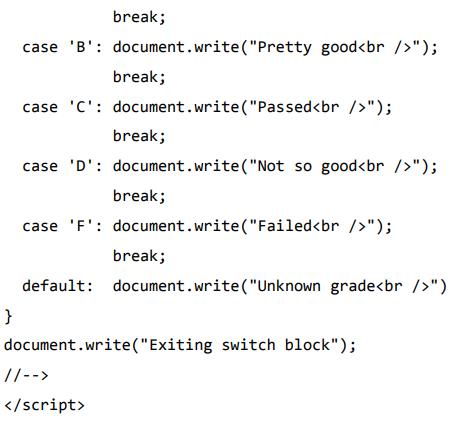 break;
case 'B': document.write("Pretty good<br />");
break;
case 'C': document.write("Passed<br />");
break;
case 'D': document.write("Not so good<br />");
break;
case 'F': document.write("Failed<br />");
break;
default:  document.write("Unknown grade<br />")
}
document.write("Exiting switch block");
//-->
</script>